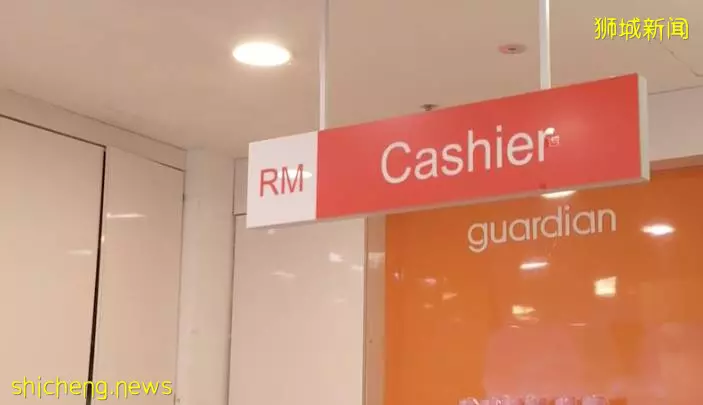 狮城新闻
RM Cashier
guardian
shicheng.news